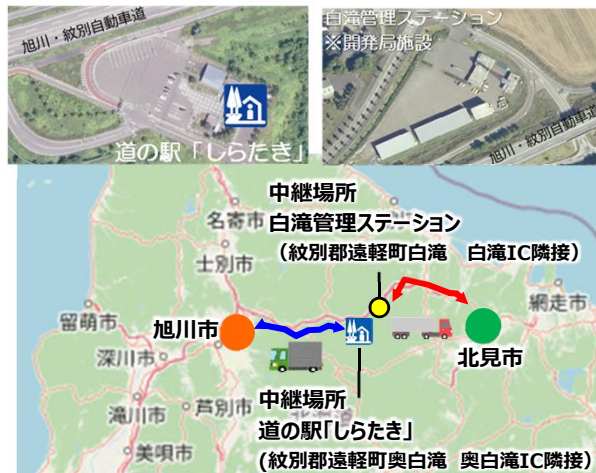 旭川・紋別自動車道
道の駅「しらたき」
白滝管理ステーション
※開発局施設
旭川・紋別自動車道
中継場所
白滝管理ステーション
（紋別郡遠軽町白滝　白滝IC隣接）
名寄市
士別市
網走市
留萌市
旭川市
北見市
深川市
中継場所
道の駅「しらたき」
(紋別郡遠軽町奥白滝　奥白滝IC隣接）
滝川市
芦別市
美唄市